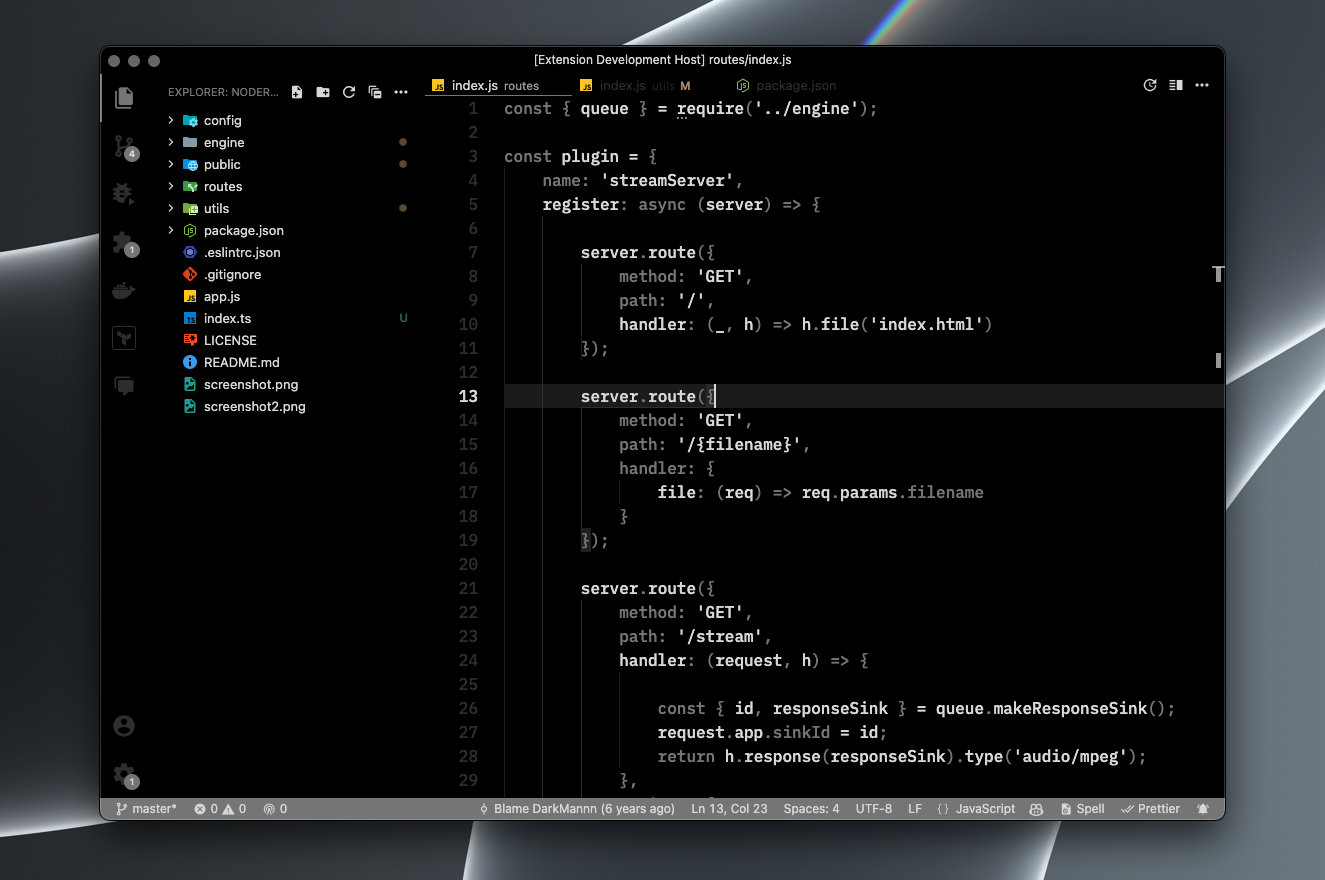 [Extension Development Host] routes/index.js
EXPLORER: NODER...
index.js routes
index.js utils M
package.json
config
engine
public
routes
utils
package.json
.eslintrc.json
.gitignore
JS app.js
TS index.ts U
LICENSE
README.md
screenshot.png
screenshot2.png
4
1
1
1 const { queue } = require('../engine');
2
3 const plugin = {
4 name: 'streamServer',
5 register: async (server) => {
6
7 server.route({
8 method: 'GET',
9 path: '/',
10 handler: (_, h) => h.file('index.html')
11 });
12
13 server.route({
14 method: 'GET',
15 path: '/{filename}',
16 handler: {
17 file: (req) => req.params.filename
18 }
19 });
20
21 server.route({
22 method: 'GET',
23 path: '/stream',
24 handler: (request, h) => {
25
26 const { id, responseSink } = queue.makeResponseSink();
27 request.app.sinkId = id;
28 return h.response(responseSink).type('audio/mpeg');
29 },
master* 0 0 0 Blame DarkMannn (6 years ago) Ln 13, Col 23 Spaces: 4 UTF-8 LF {} JavaScript Spell Prettier